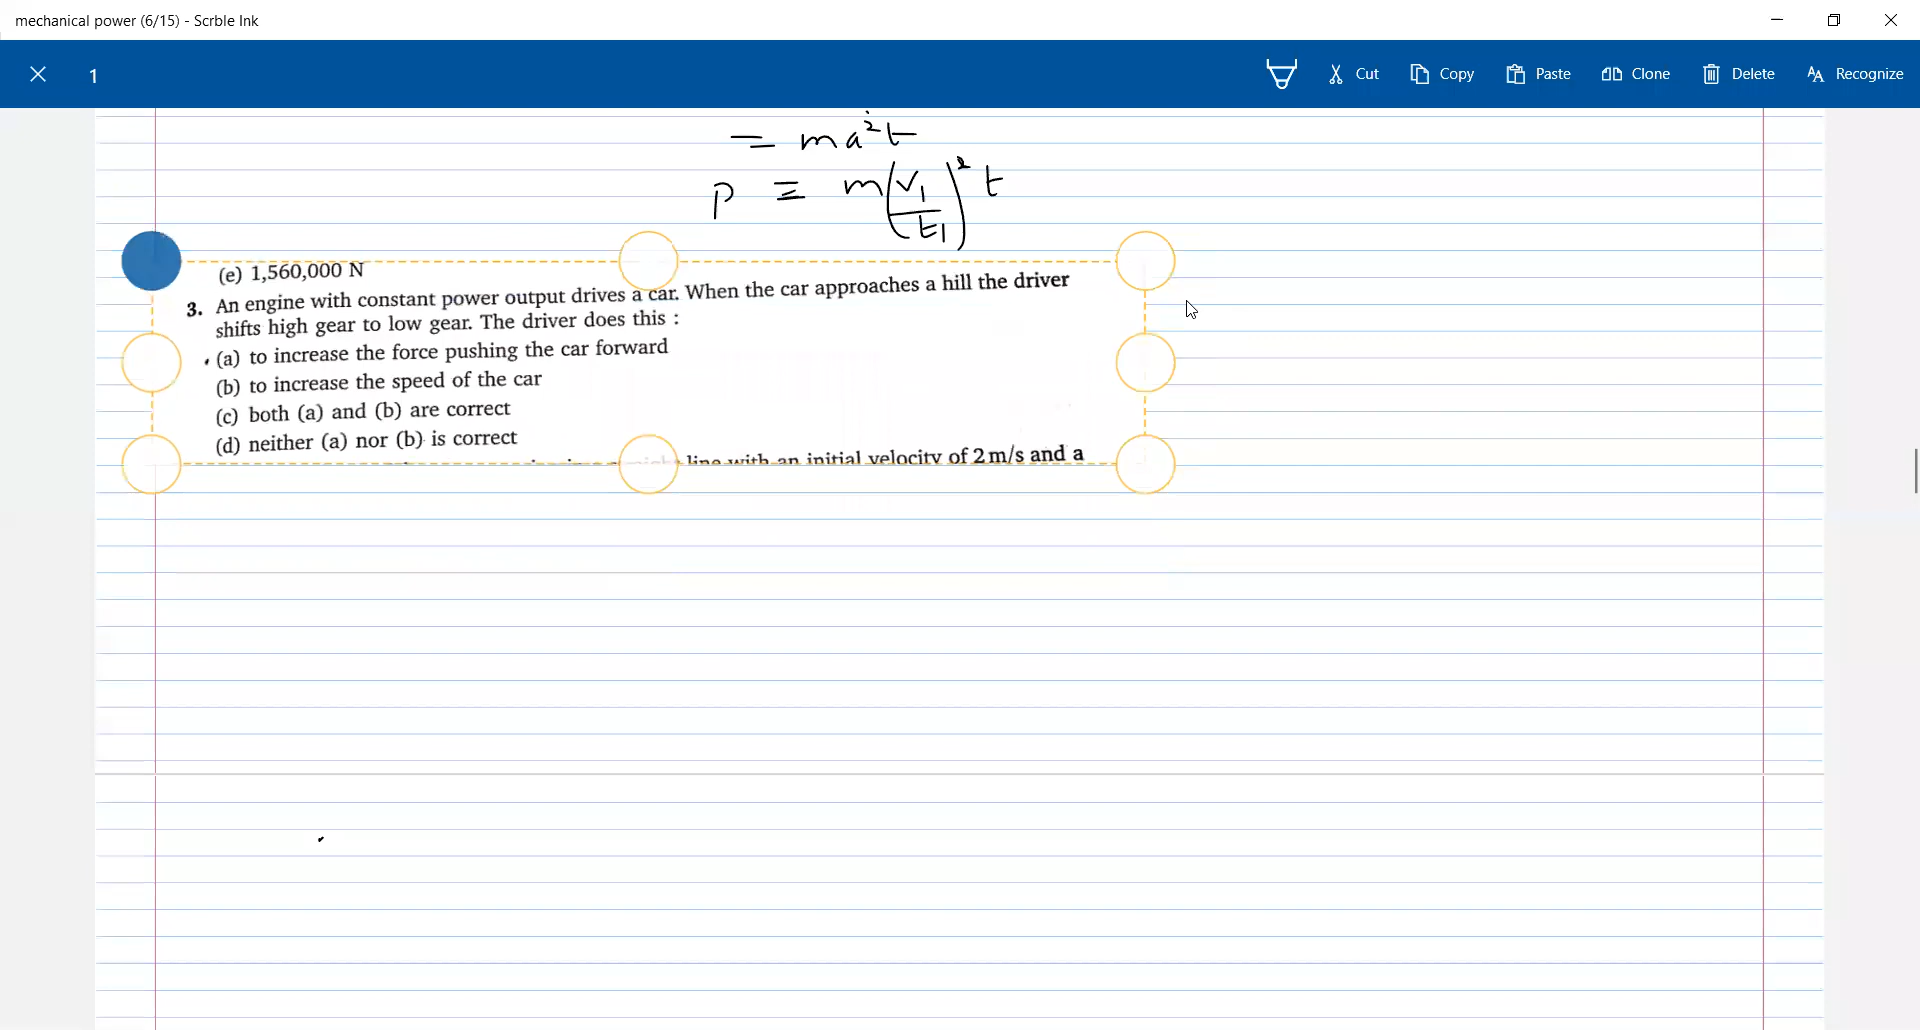 mechanical power (6/15) - Scrble Ink
1
Cut
Copy
Paste
Clone
Delete
Recognize
= ma²t
P = m(v₁/t₁)² t
(e) 1,560,000 N
3. An engine with constant power output drives a car. When the car approaches a hill the driver
shifts high gear to low gear. The driver does this :
(a) to increase the force pushing the car forward
(b) to increase the speed of the car
(c) both (a) and (b) are correct
(d) neither (a) nor (b) is correct
line with an initial velocity of 2 m/s and a